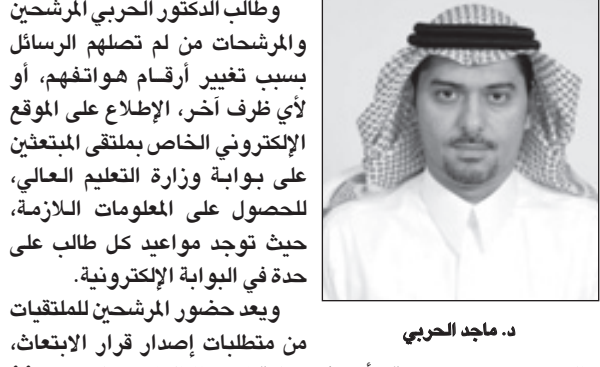 وطالب الدكتور الحربي المرشحين
والمرشحات من لم تصلهم الرسائل
بسبب تغيير أرقام هواتفهم، أو
لأي ظرف آخر، الإطلاع على الموقع
الإلكتروني الخاص بملتقى المبتعثين
على بوابة وزارة التعليم العالي،
للحصول على المعلومات اللازمة،
حيث توجد مواعيد كل طالب على
حدة في البوابة الإلكترونية.
ويعد حضور المرشحين للملتقيات
من متطلبات إصدار قرار الابتعاث،
د. ماجد الحربي